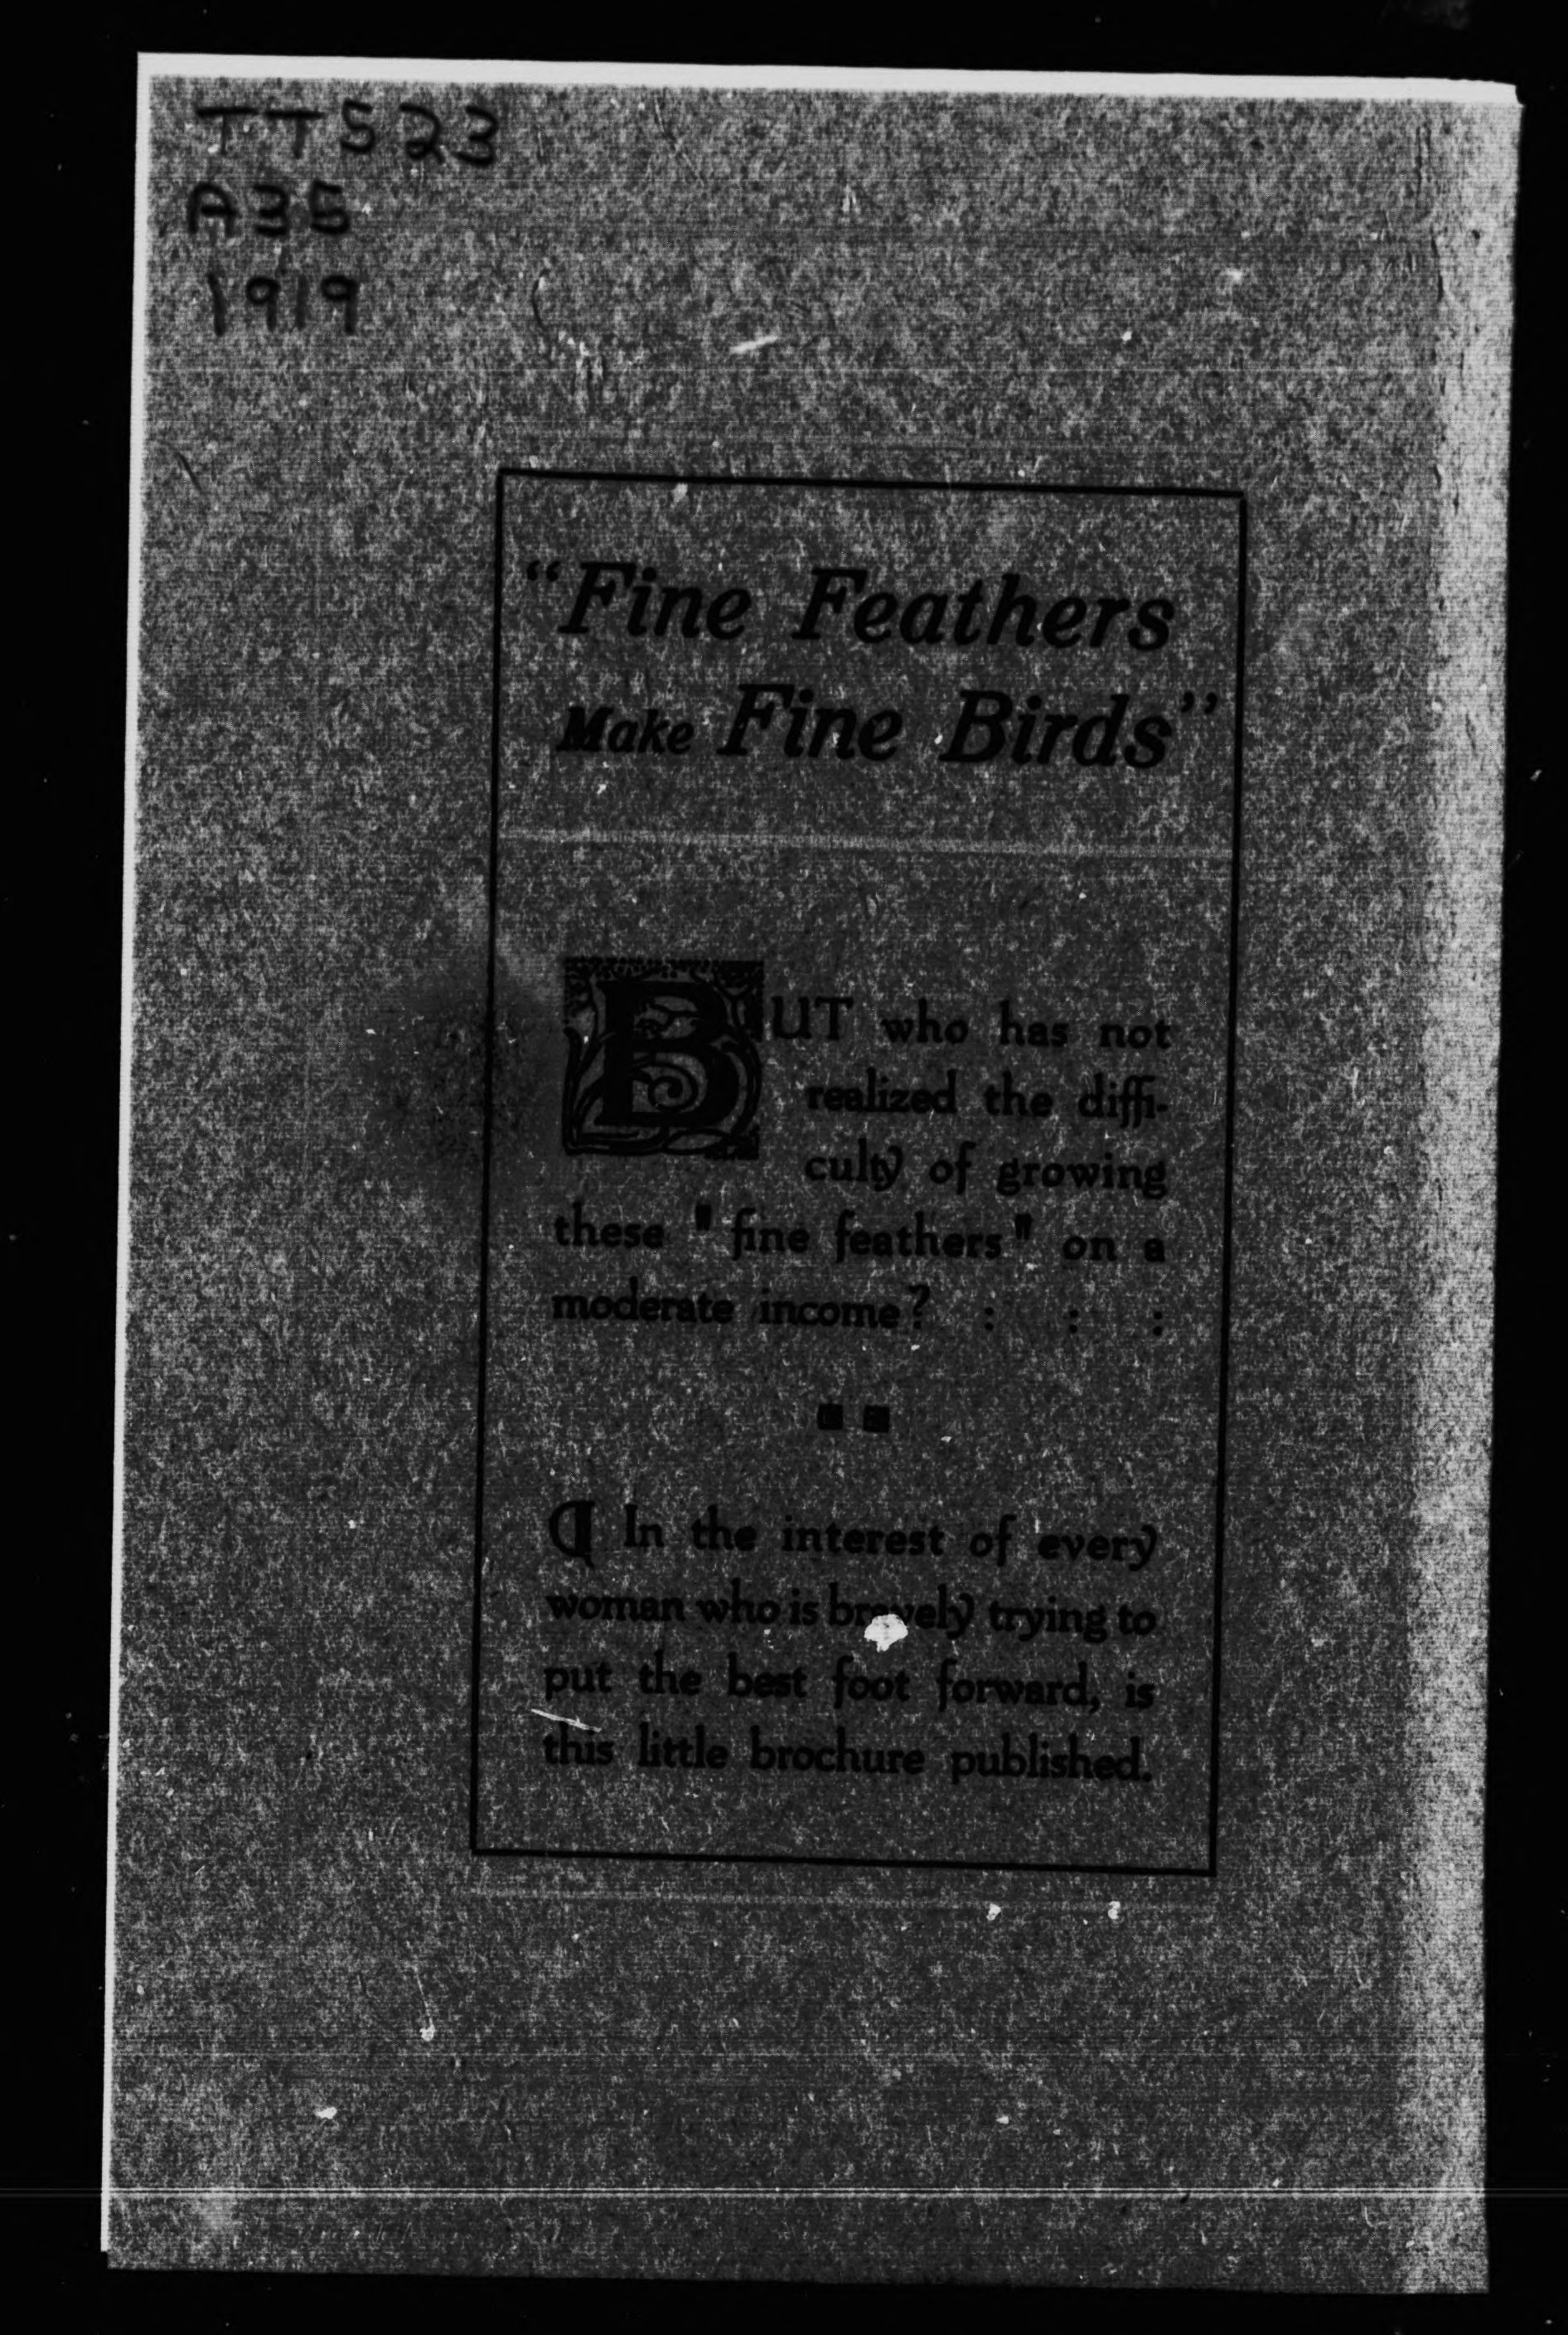 TT523
A35
1919
“Fine Feathers
Make Fine Birds”
BUT who has not
realized the diffi-
culty of growing
these "fine feathers" on a
moderate income? : : :
¶ In the interest of every
woman who is bravely trying to
put the best foot forward, is
this little brochure published.